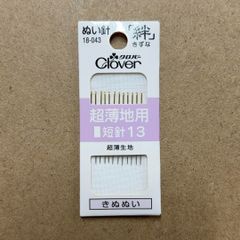 ぬい針
18-043
「絆」
きずな
クロバー
Clover
超薄地用
短針13
超薄生地
きぬぬい